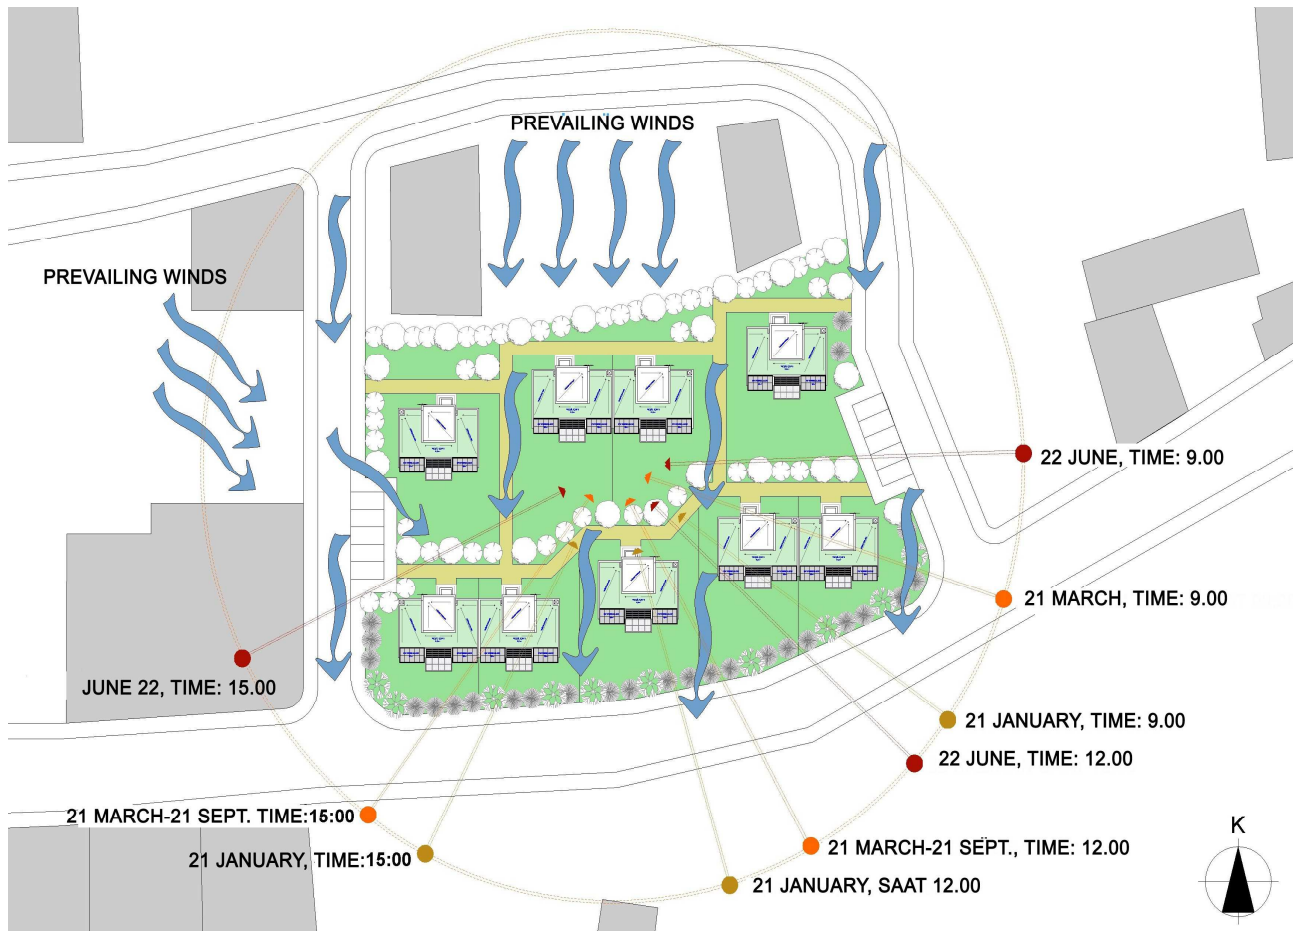 PREVAILING WINDS
PREVAILING WINDS
22 JUNE, TIME: 9.00
21 MARCH, TIME: 9.00
JUNE 22, TIME: 15.00
21 JANUARY, TIME: 9.00
22 JUNE, TIME: 12.00
21 MARCH-21 SEPT. TIME:15:00
21 MARCH-21 SEPT., TIME: 12.00
21 JANUARY, TIME:15:00
21 JANUARY, SAAT 12.00
K